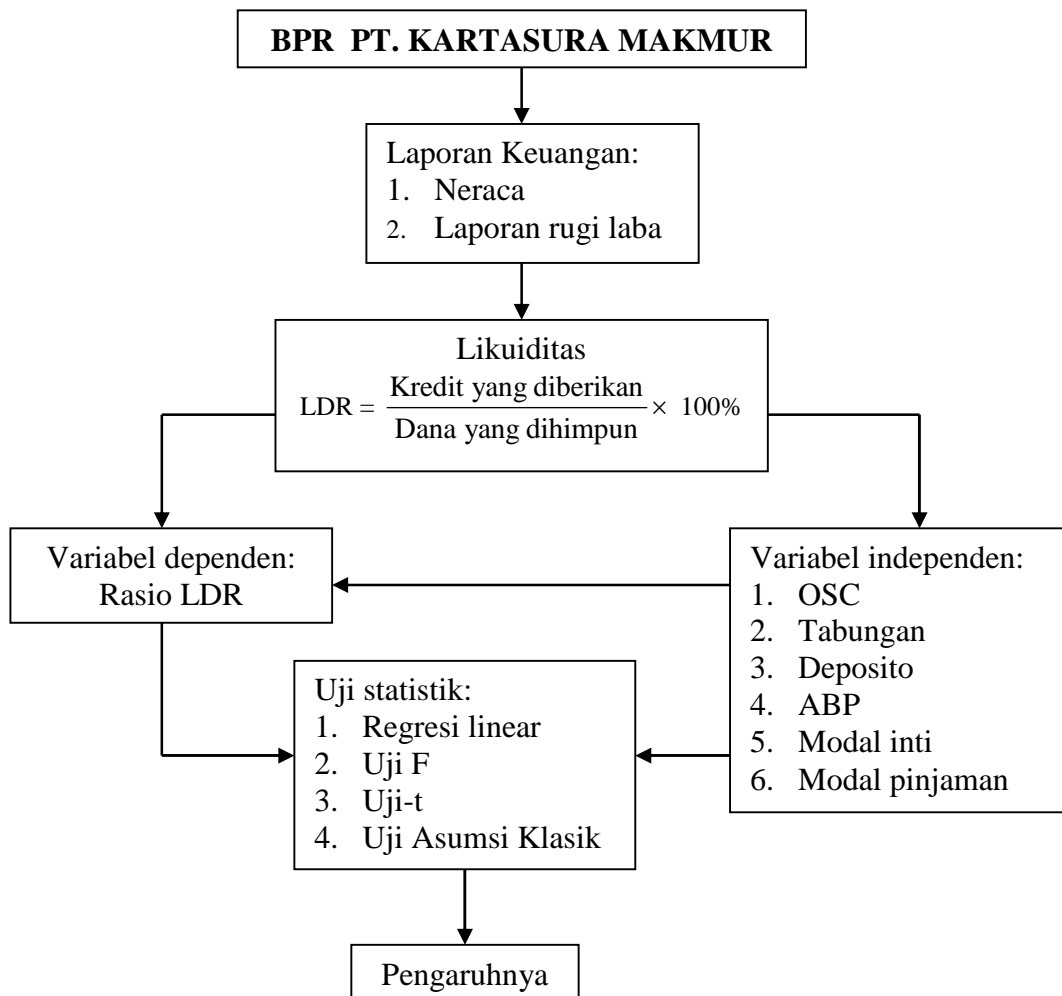 BPR PT. KARTASURA MAKMUR
Laporan Keuangan:
1. Neraca
2. Laporan rugi laba
Likuiditas
LDR = Kredit yang diberikan / Dana yang dihimpun × 100%
Variabel dependen:
Rasio LDR
Variabel independen:
1. OSC
2. Tabungan
3. Deposito
4. ABP
5. Modal inti
6. Modal pinjaman
Uji statistik:
1. Regresi linear
2. Uji F
3. Uji-t
4. Uji Asumsi Klasik
Pengaruhnya